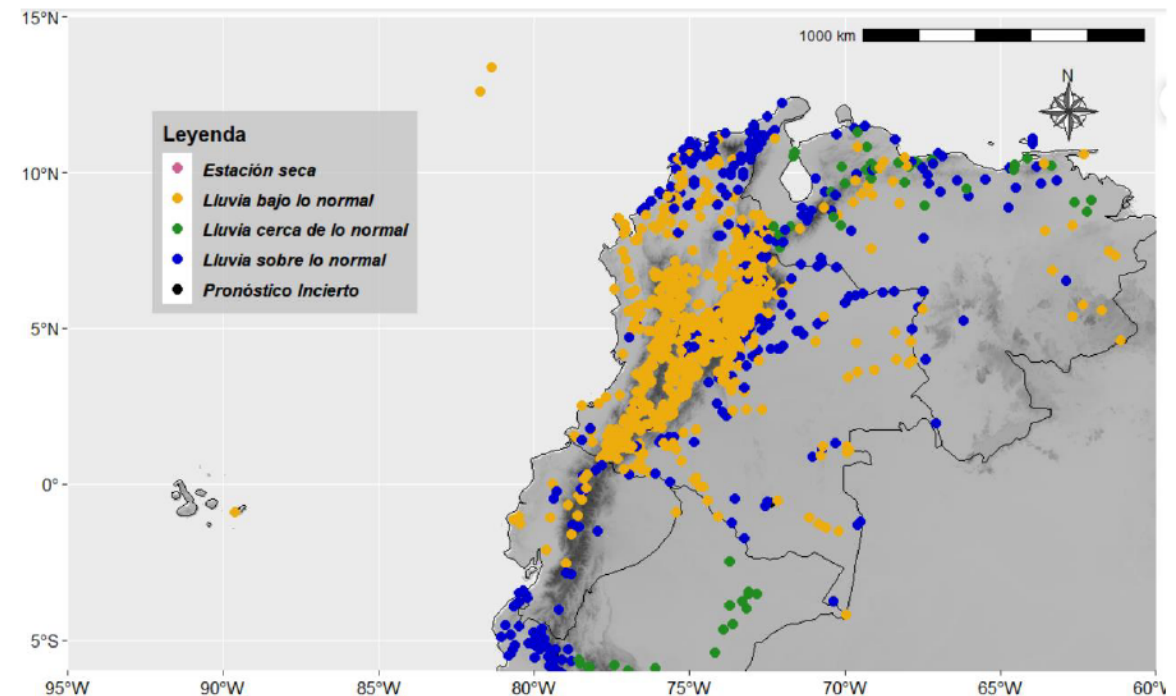 15°N
1000 km
N
Leyenda
Estación seca
Lluvia bajo lo normal
Lluvia cerca de lo normal
Lluvia sobre lo normal
Pronóstico Incierto
10°N
5°N
0°
5°S
95°W 90°W 85°W 80°W 75°W 70°W 65°W 60°W